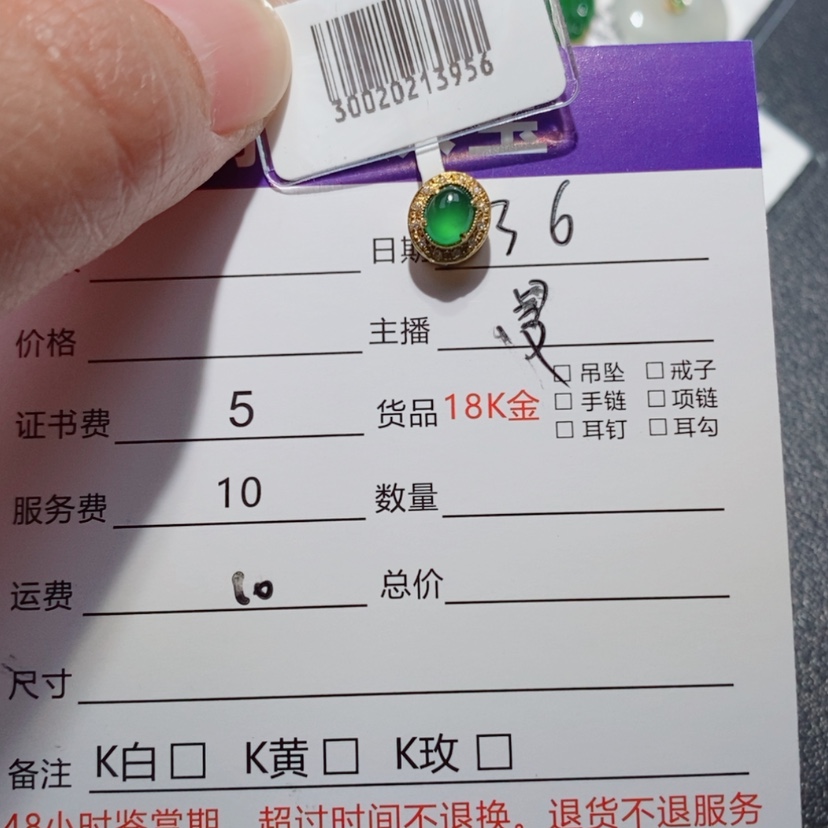 30020213956
日期 36
价格 主播
证书费 5 货品 18K金 □ 吊坠 □ 戒子
□ 手链 □ 项链
□ 耳钉 □ 耳勾
服务费 10 数量
运费 10 总价
尺寸
备注 K白 □ K黄 □ K玫 □
48小时鉴赏期，超过时间不退换。退货不退服务